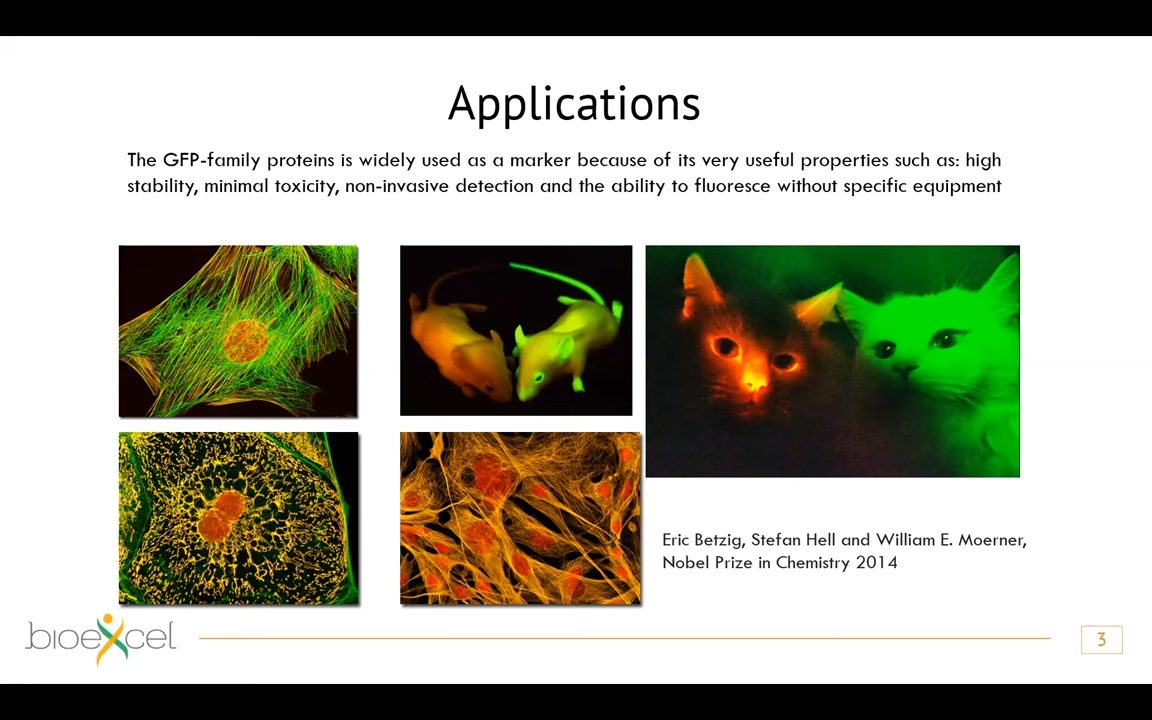 Applications
The GFP-family proteins is widely used as a marker because of its very useful properties such as: high
stability, minimal toxicity, non-invasive detection and the ability to fluoresce without specific equipment
Eric Betzig, Stefan Hell and William E. Moerner,
Nobel Prize in Chemistry 2014
bioexcel
3